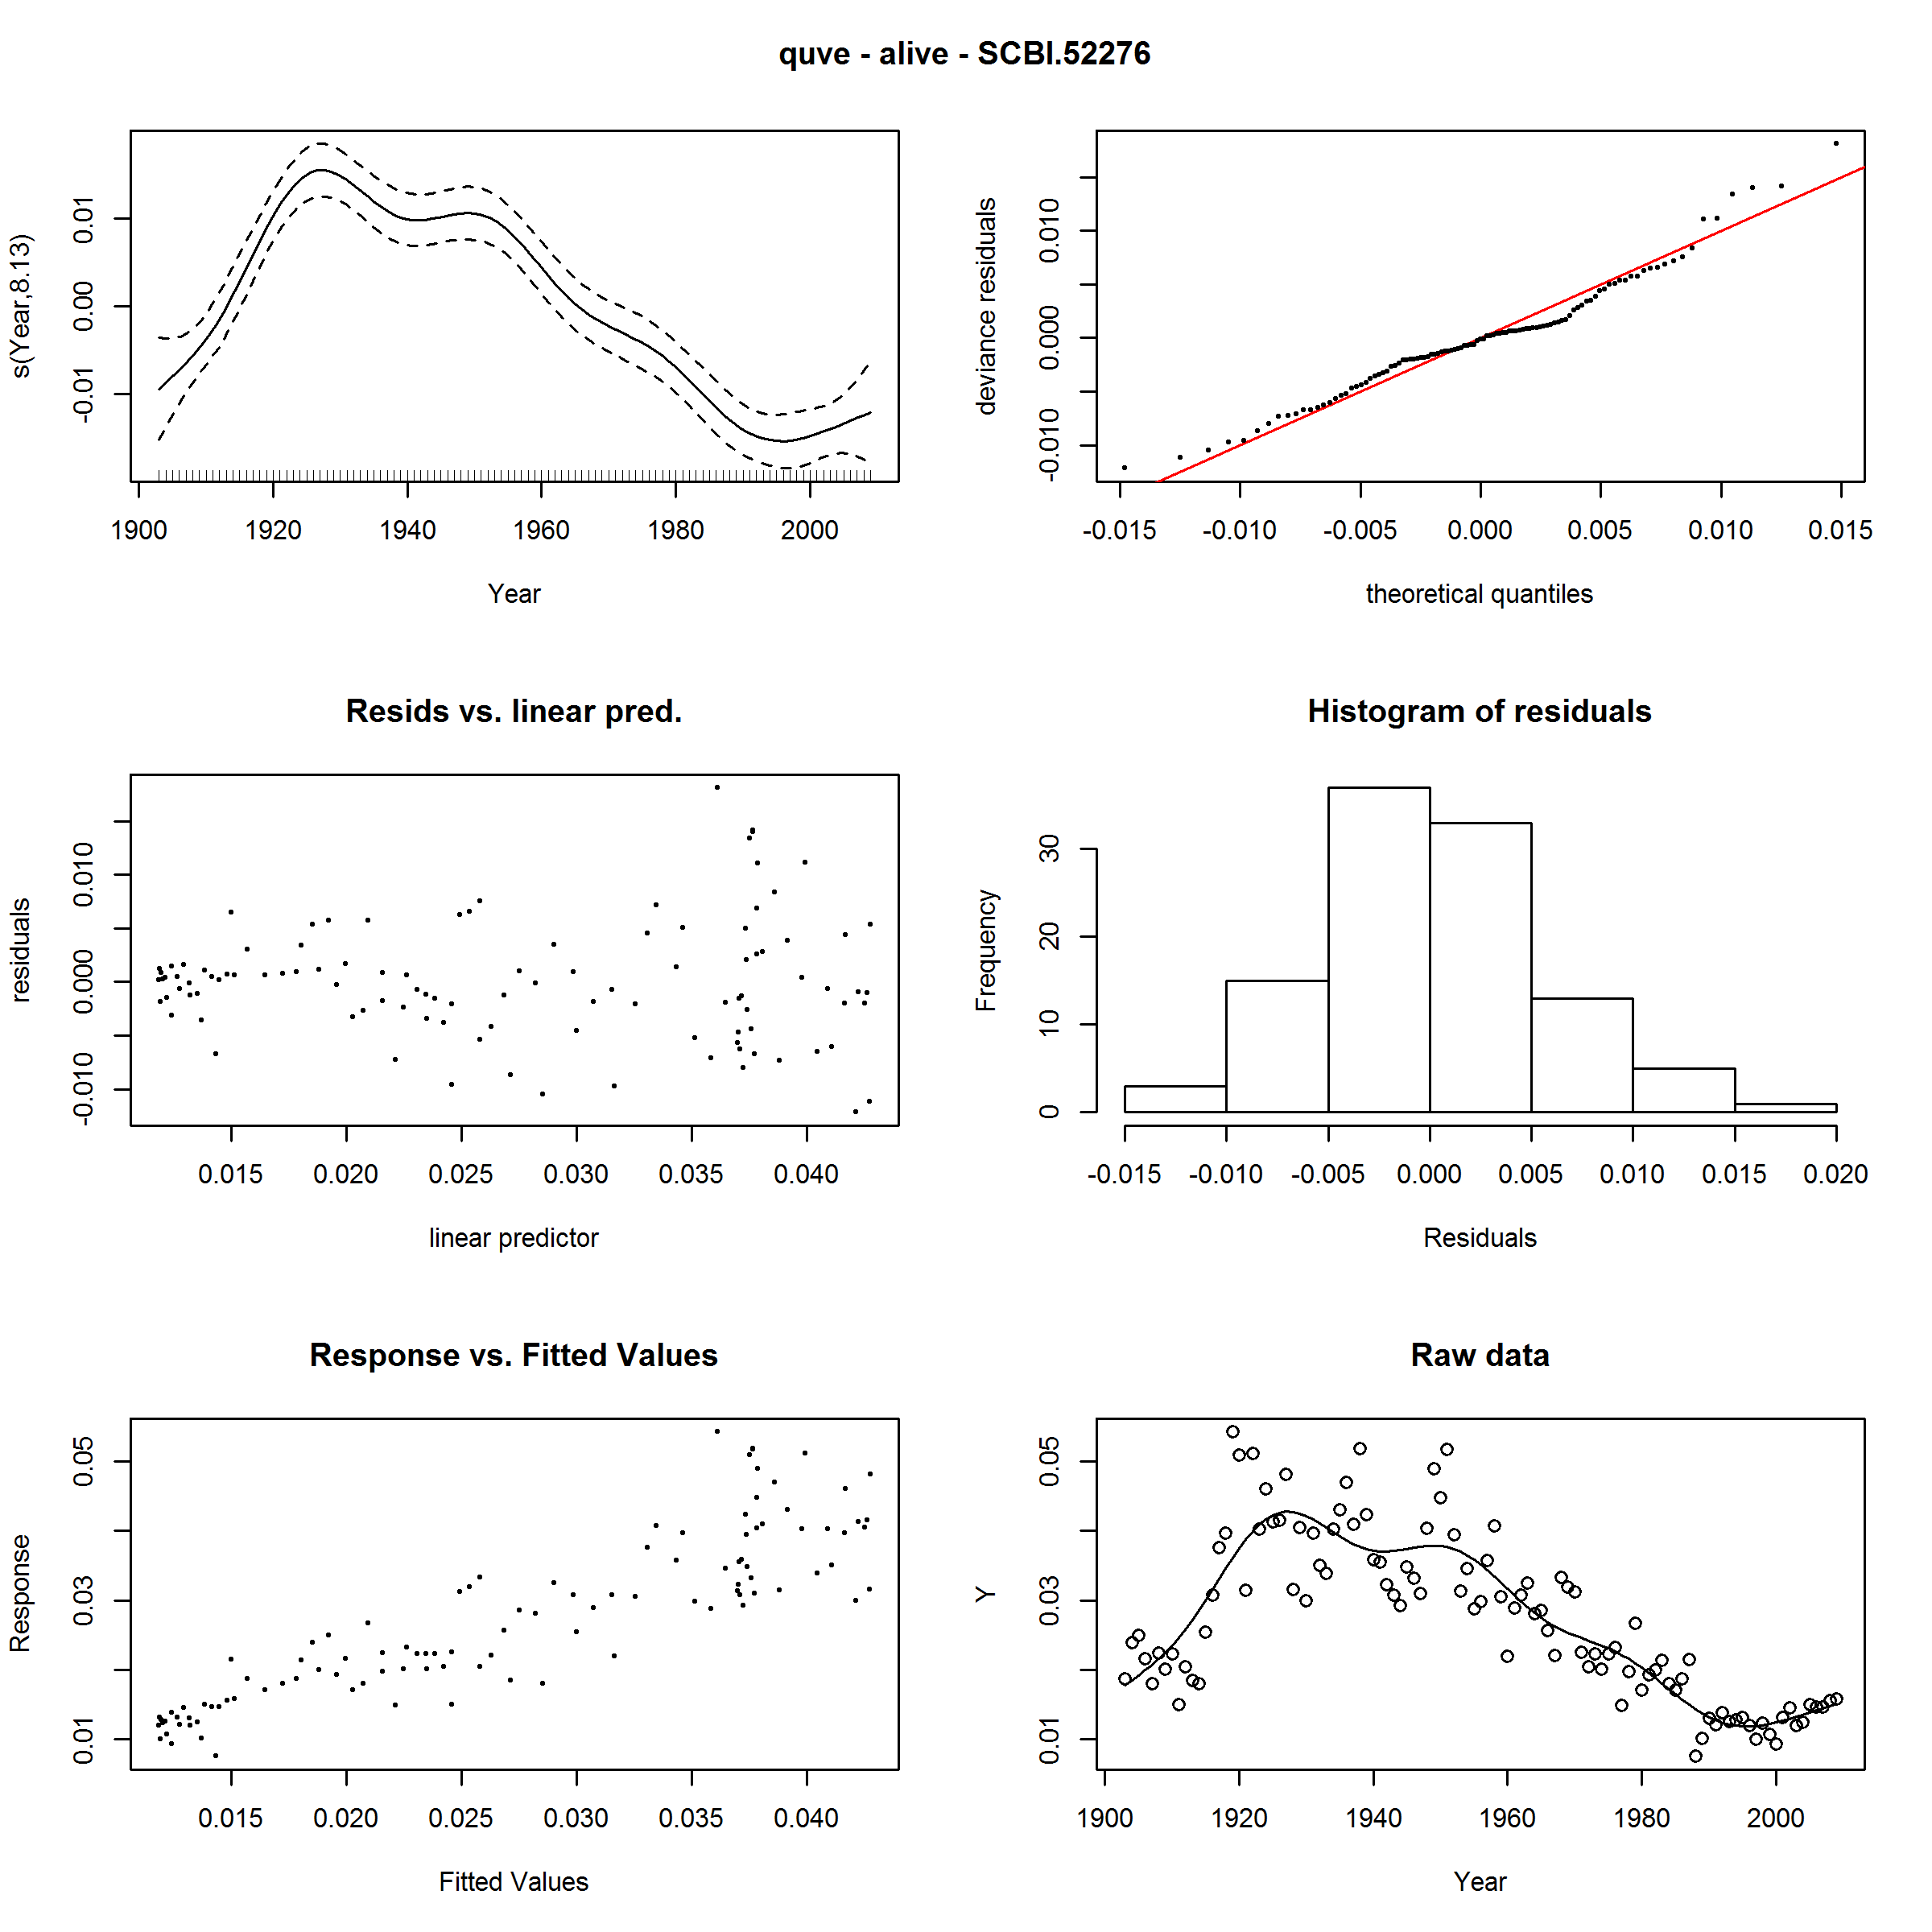 quve - alive - SCBI.52276
s(Year,8.13)
-0.01 0.00 0.01
1900 1920 1940 1960 1980 2000
Year
deviance residuals
-0.010 0.000 0.010
-0.015 -0.010 -0.005 0.000 0.005 0.010 0.015
theoretical quantiles
Resids vs. linear pred.
residuals
-0.010 0.000 0.010
0.015 0.020 0.025 0.030 0.035 0.040
linear predictor
Histogram of residuals
Frequency
0 10 20 30
-0.015 -0.010 -0.005 0.000 0.005 0.010 0.015 0.020
Residuals
Response vs. Fitted Values
Response
0.01 0.03 0.05
0.015 0.020 0.025 0.030 0.035 0.040
Fitted Values
Raw data
Y
0.01 0.03 0.05
1900 1920 1940 1960 1980 2000
Year